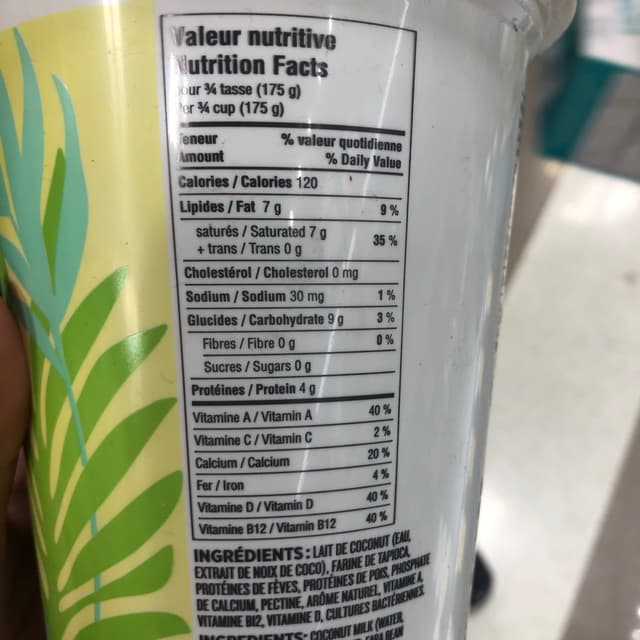 Valeur nutritive
Nutrition Facts
pour ¾ tasse (175 g)
Per ¾ cup (175 g)
Teneur % valeur quotidienne
Amount % Daily Value
Calories / Calories 120
Lipides / Fat 7 g 9 %
saturés / Saturated 7 g
+ trans / Trans 0 g 35 %
Cholestérol / Cholesterol 0 mg
Sodium / Sodium 30 mg 1 %
Glucides / Carbohydrate 9 g 3 %
Fibres / Fibre 0 g 0 %
Sucres / Sugars 0 g
Protéines / Protein 4 g
Vitamine A / Vitamin A 40 %
Vitamine C / Vitamin C 2 %
Calcium / Calcium 20 %
Fer / Iron 4 %
Vitamine D / Vitamin D 40 %
Vitamine B12 / Vitamin B12 40 %
INGRÉDIENTS : LAIT DE COCONUT (EAU,
EXTRAIT DE NOIX DE COCO), FARINE DE TAPIOCA,
PROTÉINES DE FÈVES, PROTÉINES DE POIS, PHOSPHATE
DE CALCIUM, PECTINE, ARÔME NATUREL, VITAMINE A,
VITAMINE B12, VITAMINE D, CULTURES BACTÉRIENNES.
INGREDIENTS: COCONUT MILK (WATER,